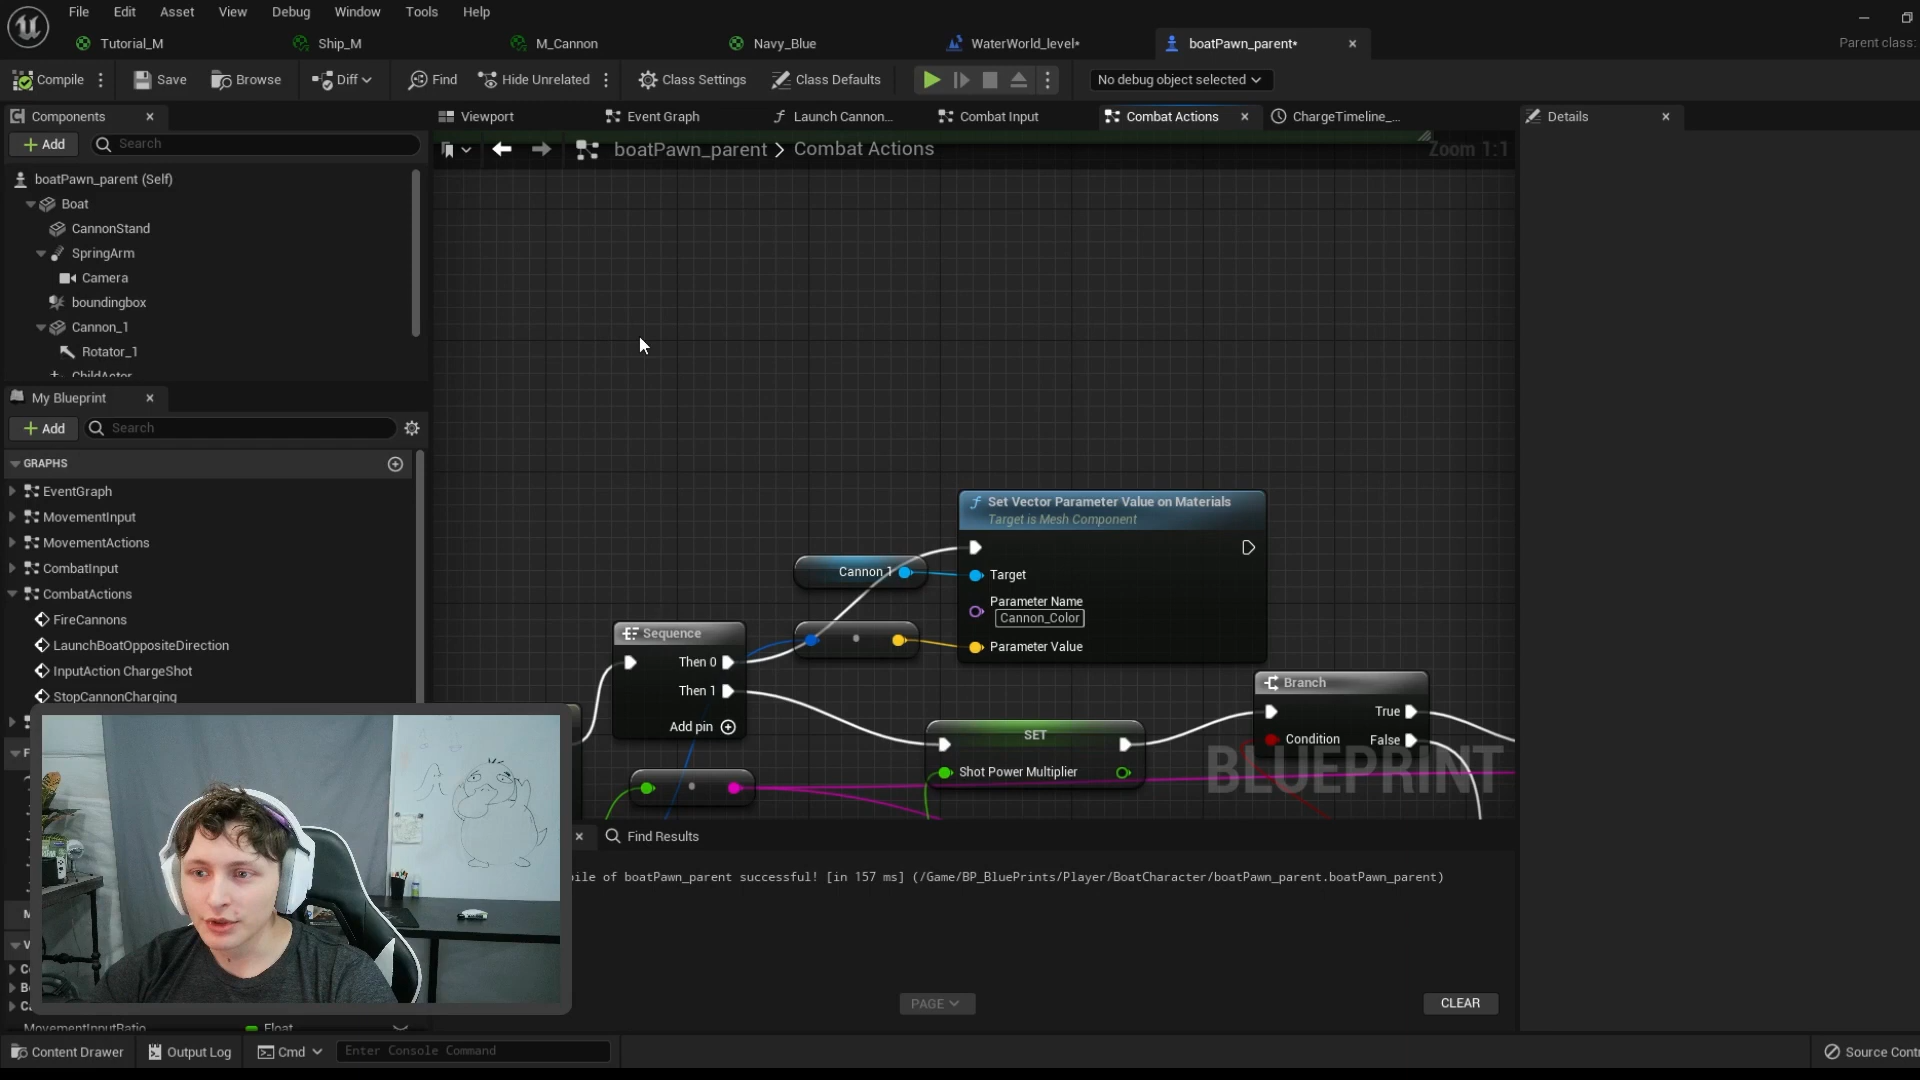 File Edit Asset View Debug Window Tools Help
Tutorial_M Ship_M M_Cannon Navy_Blue WaterWorld_level* boatPawn_parent* Parent class:
Compile Save Browse Diff Find Hide Unrelated Class Settings Class Defaults No debug object selected
Components Viewport Event Graph Launch Cannon... Combat Input Combat Actions ChargeTimeline_... Details
Add Search boatPawn_parent > Combat Actions Zoom 1:1
boatPawn_parent (Self)
Boat
CannonStand
SpringArm
Camera
boundingbox
Cannon_1
Rotator_1
ChildActor
My Blueprint
Add Search
GRAPHS
EventGraph
MovementInput
MovementActions
CombatInput
CombatActions
FireCannons
LaunchBoatOppositeDirection
InputAction ChargeShot
StopCannonCharging
MovementInputRatio Float
Set Vector Parameter Value on Materials
Target is Mesh Component
Cannon 1
Target
Parameter Name
Cannon_Color
Parameter Value
Sequence
Then 0
Then 1
Add pin
SET
Shot Power Multiplier
Branch
True
Condition False
BLUEPRINT
Find Results
ile of boatPawn_parent successful! [in 157 ms] (/Game/BP_BluePrints/Player/BoatCharacter/boatPawn_parent.boatPawn_parent)
PAGE CLEAR
Content Drawer Output Log Cmd Enter Console Command Source Contr